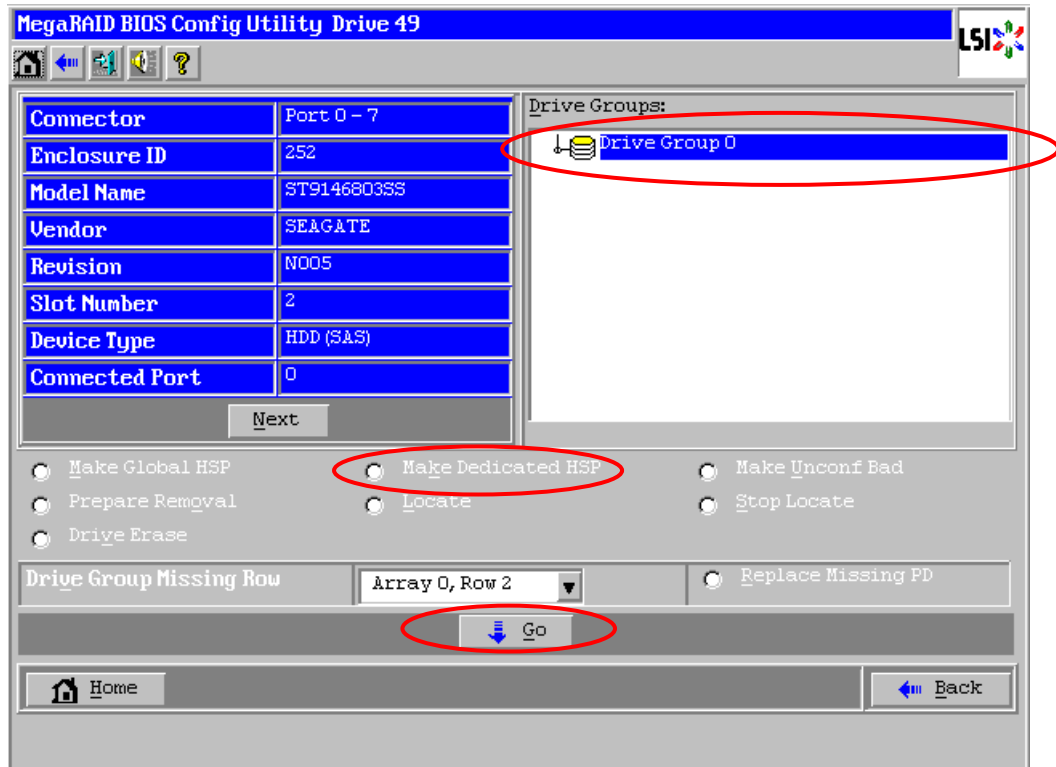 MegaRAID BIOS Config Utility Drive 49
LSI
Connector Port 0 - 7
Enclosure ID 252
Model Name ST9146803SS
Vendor SEAGATE
Revision N005
Slot Number 2
Device Type HDD (SAS)
Connected Port 0
Next
Drive Groups:
Drive Group 0
Make Global HSP Make Dedicated HSP Make Unconf Bad
Prepare Removal Locate Stop Locate
Drive Erase
Drive Group Missing Row Array 0, Row 2 Replace Missing PD
Go
Home Back